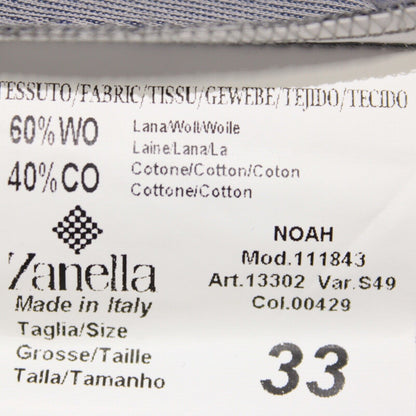 TESSUTO/FABRIC/TISSU/GEWEBE/TEJIDO/TECIDO
60%WO
Lana/Woll/Wolle
Laine/Lana/La
40%CO
Cotone/Cotton/Coton
Cottone/Cotton
Zanella
Made in Italy
NOAH
Mod.111843
Art.13302 Var.S49
Col.00429
Taglia/Size
Grosse/Taille
Talla/Tamanho
33